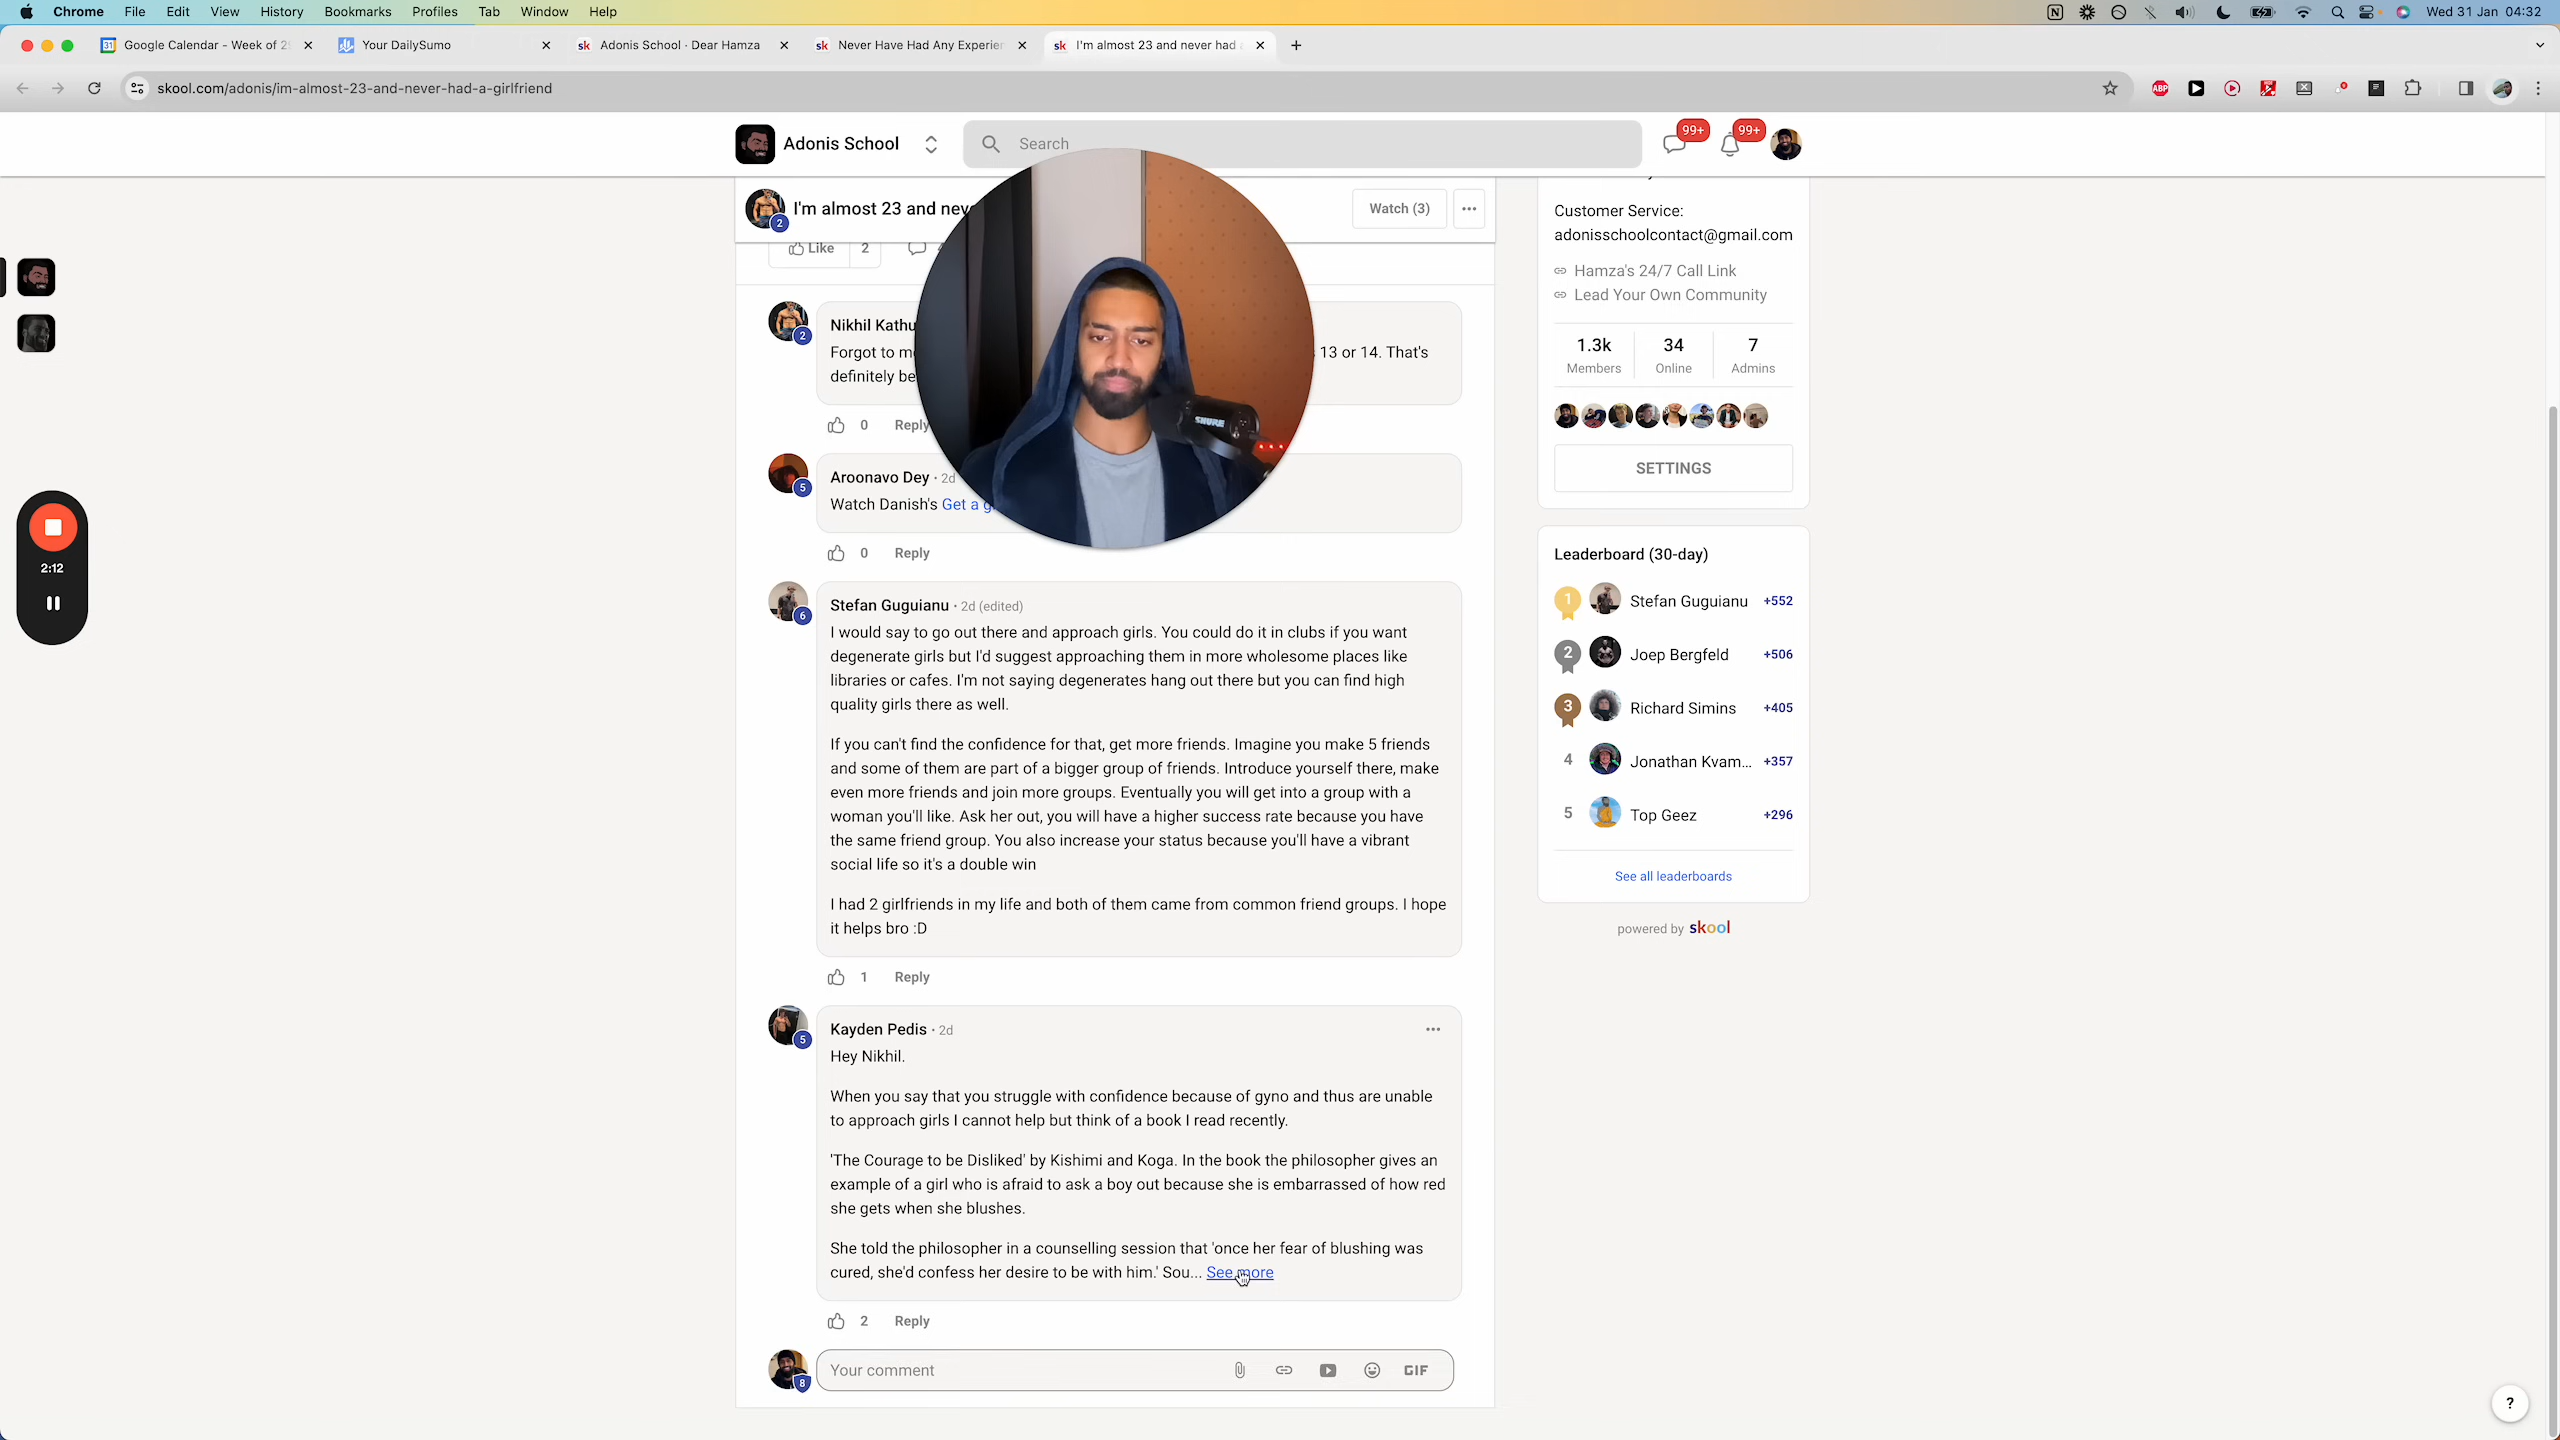 Chrome File Edit View History Bookmarks Profiles Tab Window Help
Wed 31 Jan 04:32
Google Calendar - Week of 2
Your DailySumo
Adonis School · Dear Hamza
Never Have Had Any Experien
I'm almost 23 and never had
skool.com/adonis/im-almost-23-and-never-had-a-girlfriend
ABP
Adonis School
Search
99+
99+
2
I'm almost 23 and nev
Watch (3)
Like 2
2
Nikhil Kathu
Forgot to m
13 or 14. That's
definitely be
0 Reply
5
Aroonavo Dey · 2d
Watch Danish's Get a g
0 Reply
SHURE
6
Stefan Guguianu · 2d (edited)
I would say to go out there and approach girls. You could do it in clubs if you want
degenerate girls but I'd suggest approaching them in more wholesome places like
libraries or cafes. I'm not saying degenerates hang out there but you can find high
quality girls there as well.
If you can't find the confidence for that, get more friends. Imagine you make 5 friends
and some of them are part of a bigger group of friends. Introduce yourself there, make
even more friends and join more groups. Eventually you will get into a group with a
woman you'll like. Ask her out, you will have a higher success rate because you have
the same friend group. You also increase your status because you'll have a vibrant
social life so it's a double win
I had 2 girlfriends in my life and both of them came from common friend groups. I hope
it helps bro :D
1 Reply
5
Kayden Pedis · 2d
Hey Nikhil.
When you say that you struggle with confidence because of gyno and thus are unable
to approach girls I cannot help but think of a book I read recently.
'The Courage to be Disliked' by Kishimi and Koga. In the book the philosopher gives an
example of a girl who is afraid to ask a boy out because she is embarrassed of how red
she gets when she blushes.
She told the philosopher in a counselling session that 'once her fear of blushing was
cured, she'd confess her desire to be with him.' Sou... See more
2 Reply
8
Your comment
GIF
2:12
Customer Service:
adonisschoolcontact@gmail.com
Hamza's 24/7 Call Link
Lead Your Own Community
1.3k 34 7
Members Online Admins
SETTINGS
Leaderboard (30-day)
1 Stefan Guguianu +552
2 Joep Bergfeld +506
3 Richard Simins +405
4 Jonathan Kvam... +357
5 Top Geez +296
See all leaderboards
powered by skool
?